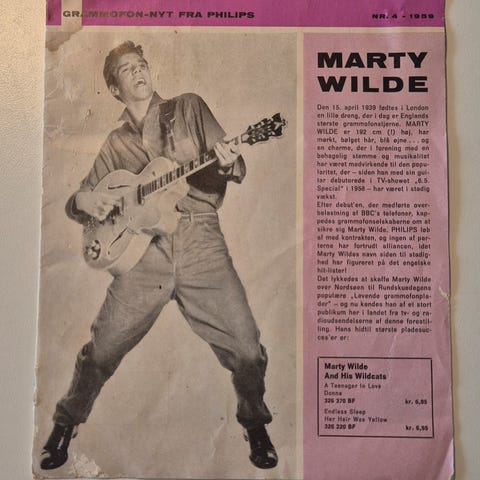 GRAMMOFON-NYT FRA PHILIPS
NR. 4 - 1959
MARTY
WILDE
Den 15. april 1939 fødtes i London
en lille dreng, der i dag er Englands
største grammofonstjerne. MARTY
WILDE er 192 cm (!) høj, har
mørkt, bølget hår, blå øjne . . . og
en charme, der i forening med en
behagelig stemme og musikalitet
har været medvirkende til den popu-
laritet, der – siden han med sin gui-
tar debuterede i TV-showet „6.5.
Special" i 1958 – har været i stadig
vækst.
Efter debut'en, der medførte over-
belastning af BBC's telefoner, kap-
pedes grammofonselskaberne om at
sikre sig Marty Wilde. PHILIPS løb
af med kontrakten, og ingen af par-
terne har fortrudt alliancen, idet
Marty Wildes navn siden til stadig-
hed har figureret på det engelske
hit-lister!
Det lykkedes at skaffe Marty Wilde
over Nordsøen til Rundskuedagens
populære „Levende grammofonpla-
der" – og nu kendes han af et stort
publikum her i landet fra tv- og ra-
dioudsendelserne af denne forestil-
ling. Hans hidtil største pladesuc-
ces'er er:
Marty Wilde
And His Wildcats
A Teenager In Love
Donna
326 370 BF kr. 6,95
Endless Sleep
Her Hair Was Yellow
326 320 BF kr. 6,95